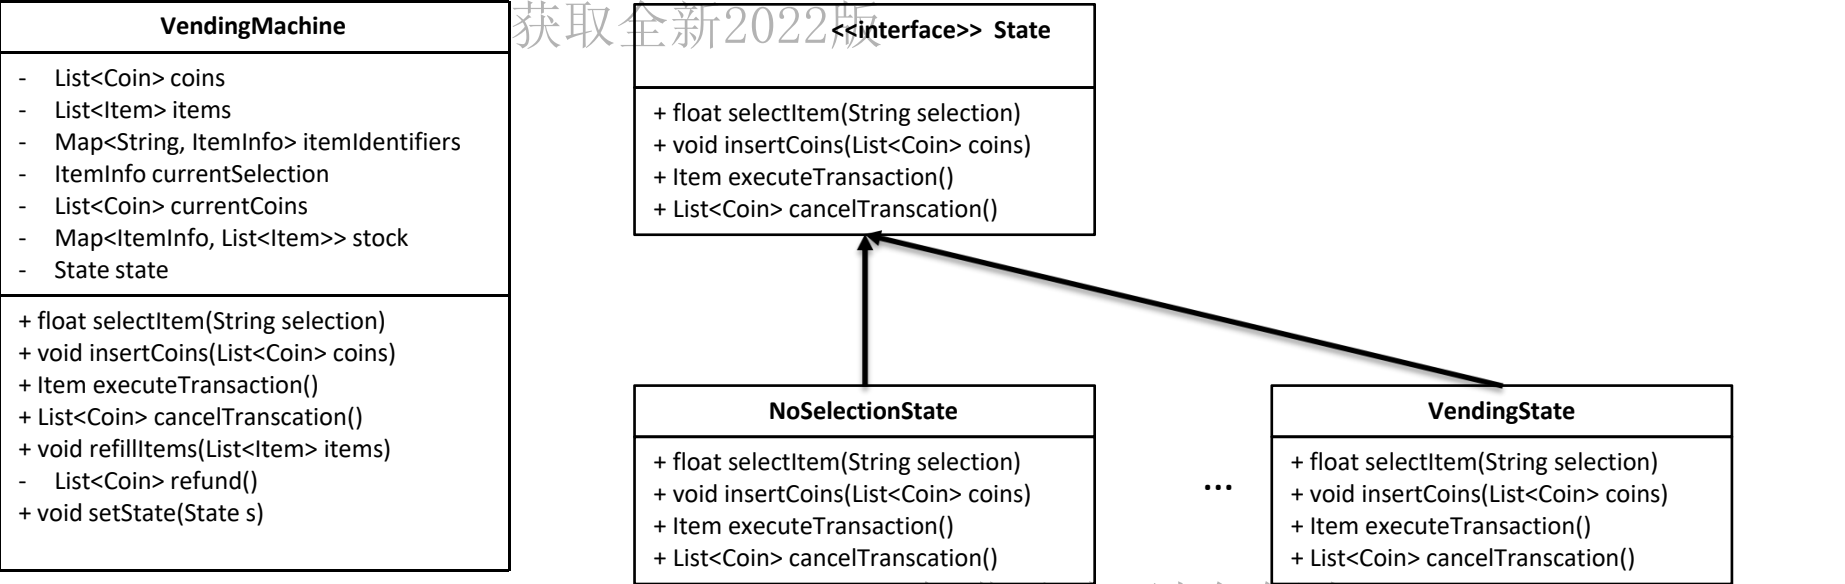 VendingMachine
- List<Coin> coins
- List<Item> items
- Map<String, ItemInfo> itemIdentifiers
- ItemInfo currentSelection
- List<Coin> currentCoins
- Map<ItemInfo, List<Item>> stock
- State state
+ float selectItem(String selection)
+ void insertCoins(List<Coin> coins)
+ Item executeTransaction()
+ List<Coin> cancelTranscation()
+ void refillItems(List<Item> items)
- List<Coin> refund()
+ void setState(State s)
获取全新2022版
<<interface>> State
+ float selectItem(String selection)
+ void insertCoins(List<Coin> coins)
+ Item executeTransaction()
+ List<Coin> cancelTranscation()
NoSelectionState
+ float selectItem(String selection)
+ void insertCoins(List<Coin> coins)
+ Item executeTransaction()
+ List<Coin> cancelTranscation()
...
VendingState
+ float selectItem(String selection)
+ void insertCoins(List<Coin> coins)
+ Item executeTransaction()
+ List<Coin> cancelTranscation()